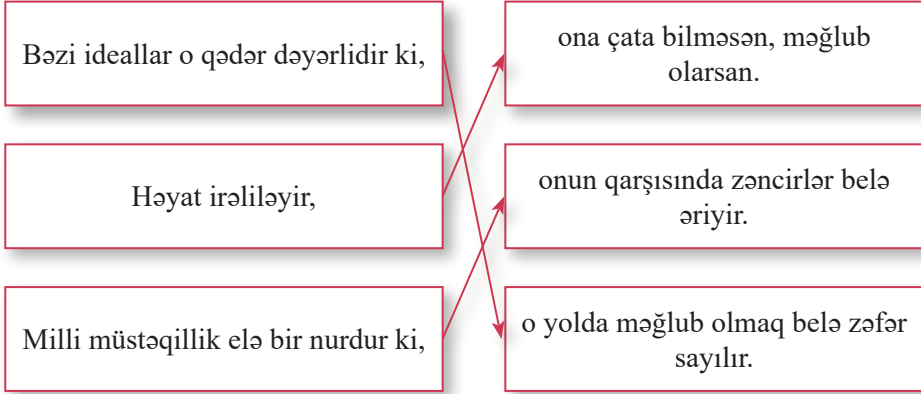 Bəzi ideallar o qədər dəyərlidir ki,
ona çata bilməsən, məğlub
olarsan.
Həyat irəliləyir,
onun qarşısında zəncirlər belə
əriyir.
Milli müstəqillik elə bir nurdur ki,
o yolda məğlub olmaq belə zəfər
sayılır.